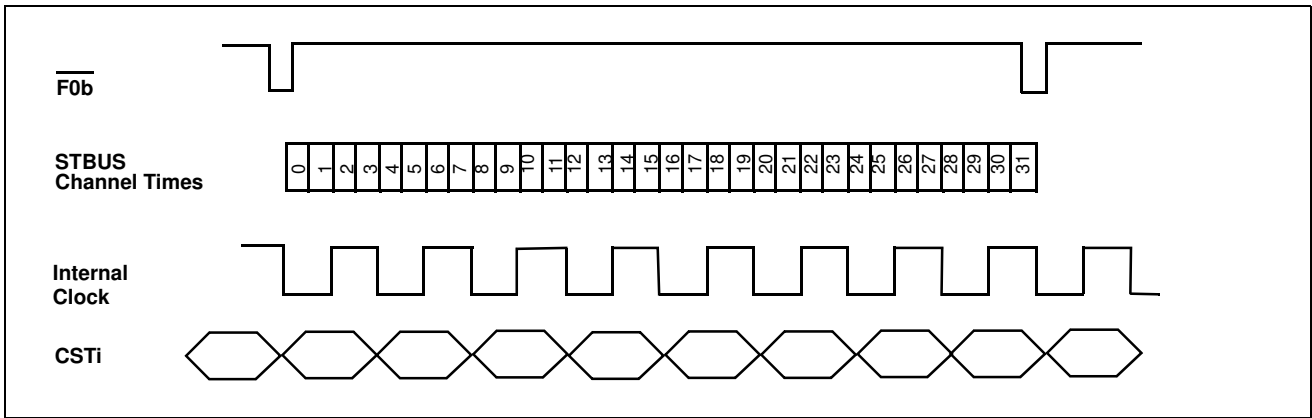 F0b
STBUS
Channel Times
0 1 2 3 4 5 6 7 8 9 10 11 12 13 14 15 16 17 18 19 20 21 22 23 24 25 26 27 28 29 30 31
Internal
Clock
CSTi